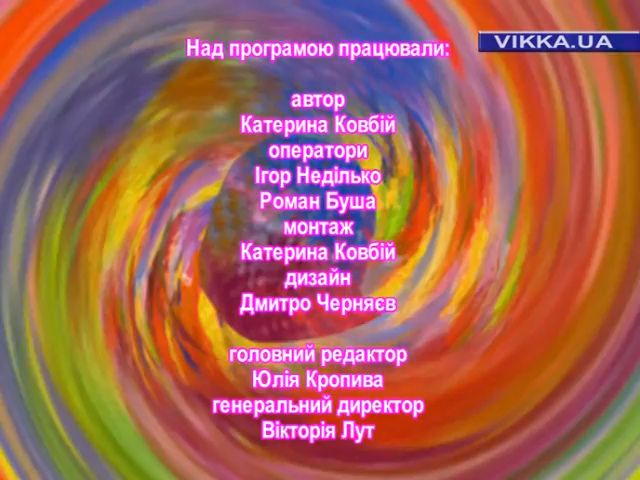 VIKKA.UA
Над програмою працювали:
автор
Катерина Ковбій
оператори
Ігор Неділько
Роман Буша
монтаж
Катерина Ковбій
дизайн
Дмитро Черняєв
головний редактор
Юлія Кропива
генеральний директор
Вікторія Лут